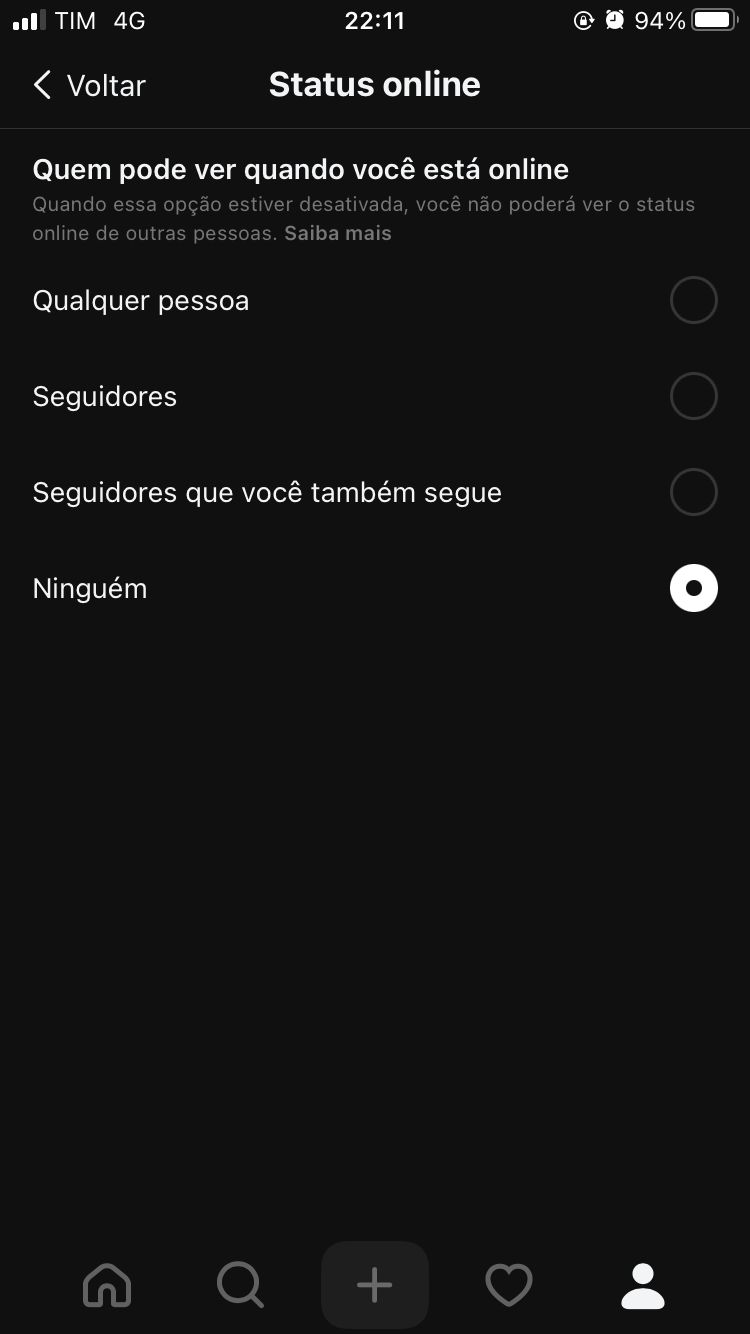 TIM 4G 22:11 94%
Voltar Status online
Quem pode ver quando você está online
Quando essa opção estiver desativada, você não poderá ver o status
online de outras pessoas. Saiba mais
Qualquer pessoa
Seguidores
Seguidores que você também segue
Ninguém